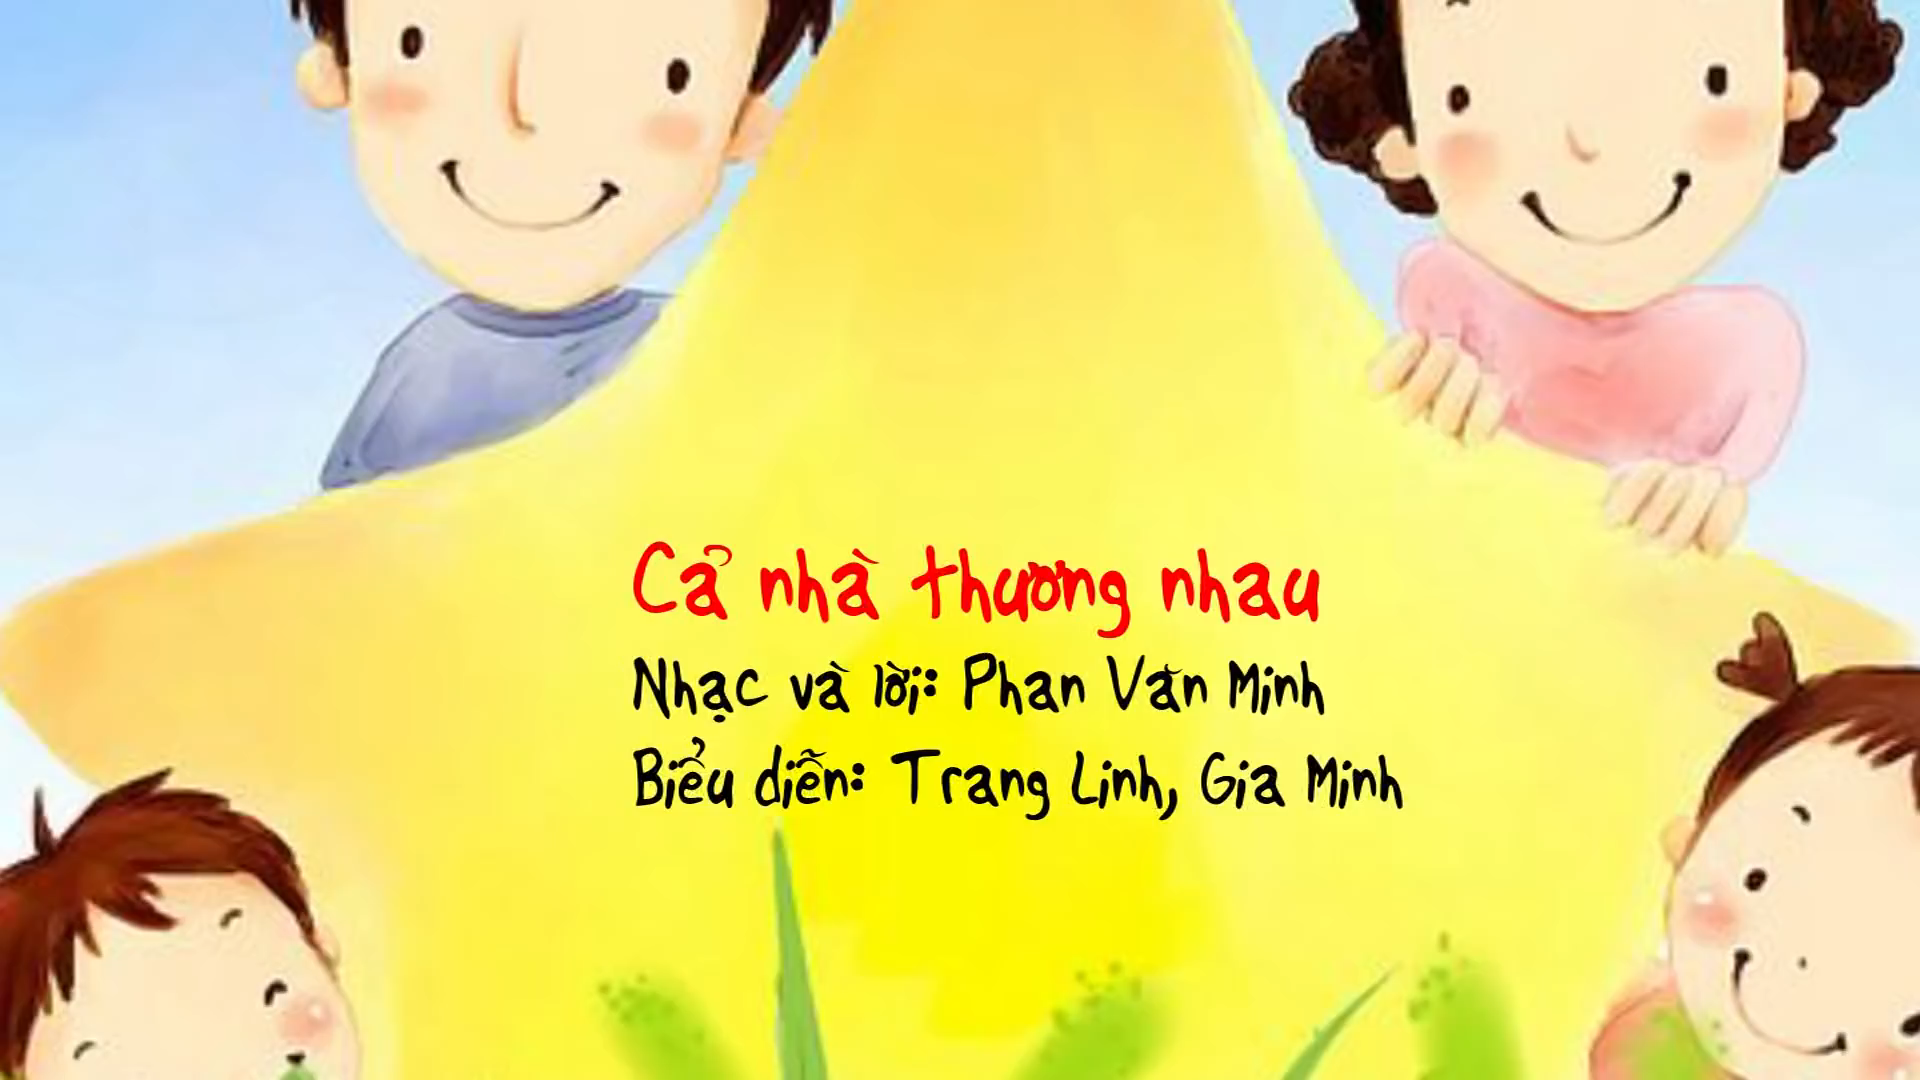 Cả nhà thương nhau
Nhạc và lời: Phan Văn Minh
Biểu diễn: Trang Linh, Gia Minh